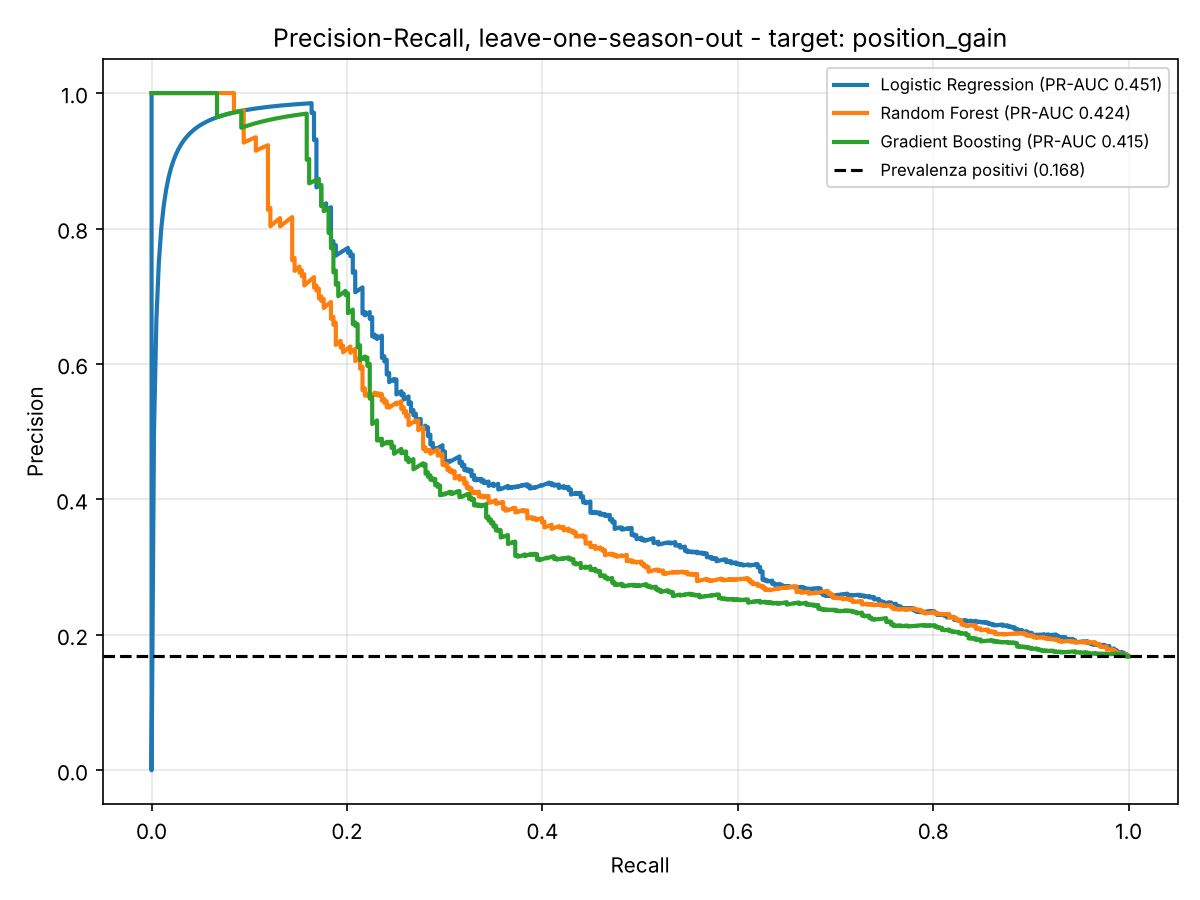 Precision-Recall, leave-one-season-out - target: position_gain
Logistic Regression (PR-AUC 0.451)
Random Forest (PR-AUC 0.424)
Gradient Boosting (PR-AUC 0.415)
Prevalenza positivi (0.168)
Precision
1.0
0.8
0.6
0.4
0.2
0.0
0.0 0.2 0.4 0.6 0.8 1.0
Recall